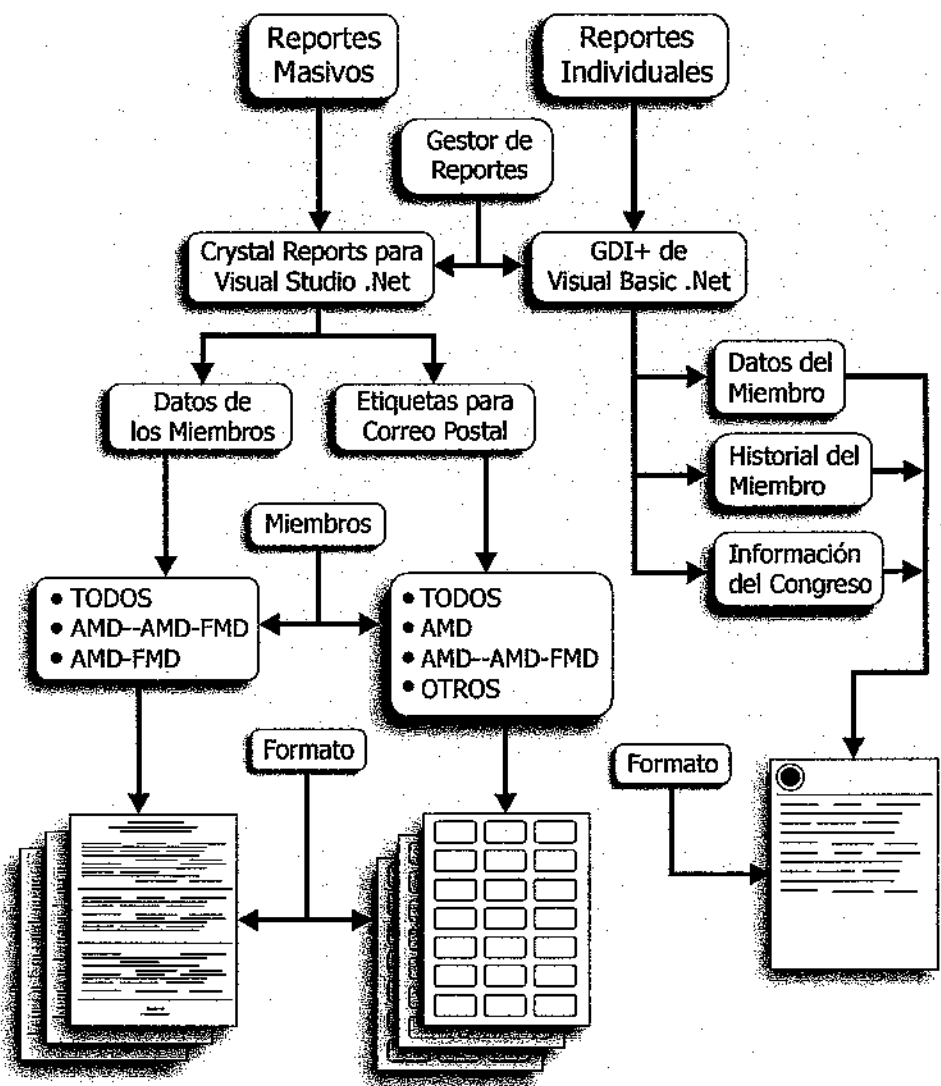 Reportes
Masivos
Reportes
Individuales
Gestor de
Reportes
Crystal Reports para
Visual Studio .Net
GDI+ de
Visual Basic .Net
Datos de
los Miembros
Etiquetas para
Correo Postal
Datos del
Miembro
Historial del
Miembro
Información
del Congreso
Miembros
• TODOS
• AMD--AMD-FMD
• AMD-FMD
• TODOS
• AMD
• AMD--AMD-FMD
• OTROS
Formato
Formato